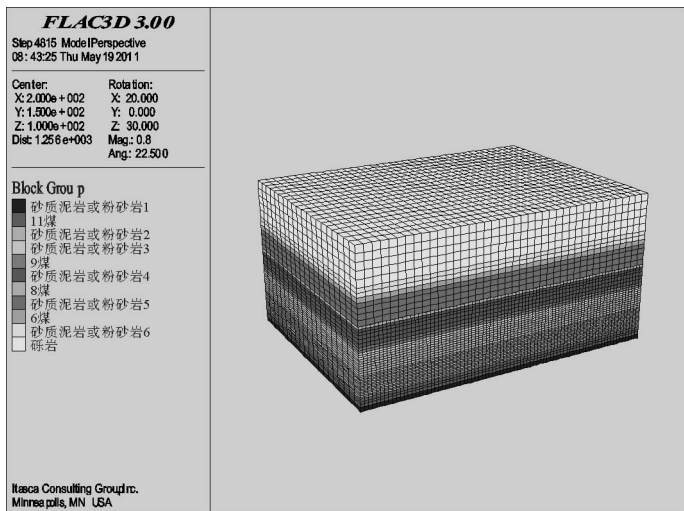 FLAC3D 3.00
Step 4815 Model Perspective
08:43:25 Thu May 19 2011
Center:
X: 2.000e+002
Y: 1.500e+002
Z: 1.000e+002
Dist: 1.256e+003
Rotation:
X: 20.000
Y: 0.000
Z: 30.000
Mag.: 0.8
Ang.: 22.500
Block Group
砂质泥岩或粉砂岩1
11煤
砂质泥岩或粉砂岩2
砂质泥岩或粉砂岩3
9煤
砂质泥岩或粉砂岩4
8煤
砂质泥岩或粉砂岩5
6煤
砂质泥岩或粉砂岩6
砾岩
Itasca Consulting Group Inc.
Minneapolis, MN USA